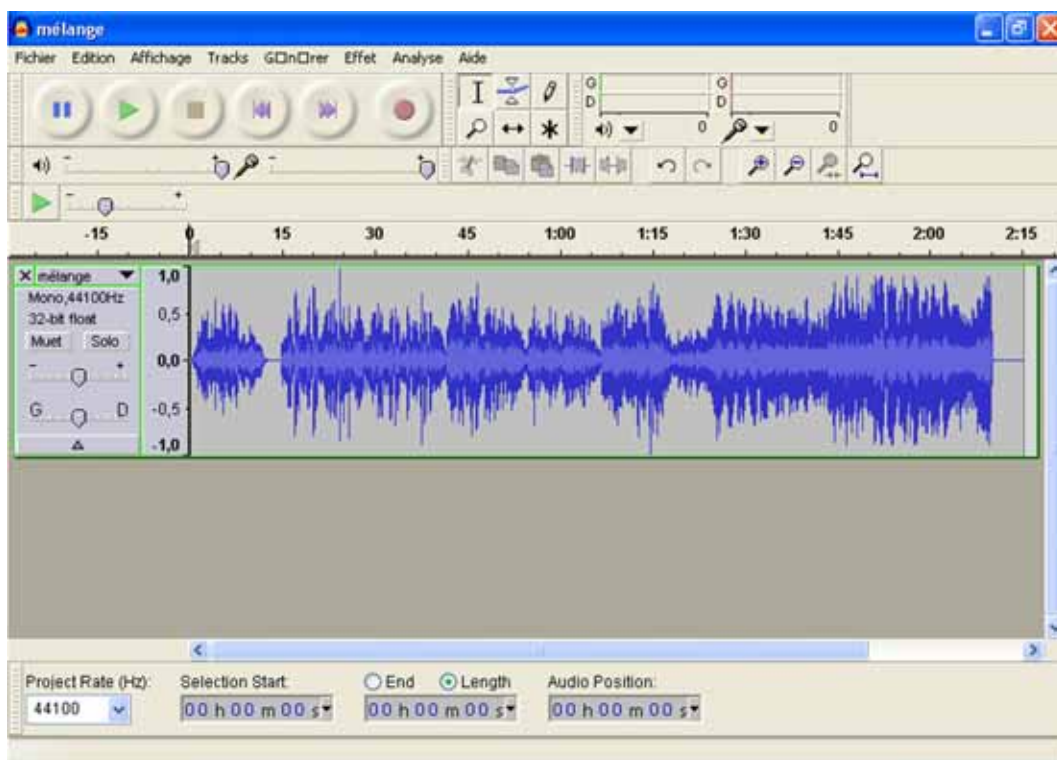 mélange
Fichier Edition Affichage Tracks G□n□rer Effet Analyse Aide
G
D
G
D
0
0
- +
-15 0 15 30 45 1:00 1:15 1:30 1:45 2:00 2:15
mélange
Mono,44100Hz
32-bit float
Muet Solo
- +
G D
1,0
0,5
0,0
-0,5
-1,0
Project Rate (Hz): Selection Start: End Length Audio Position:
44100 00 h 00 m 00 s 00 h 00 m 00 s 00 h 00 m 00 s